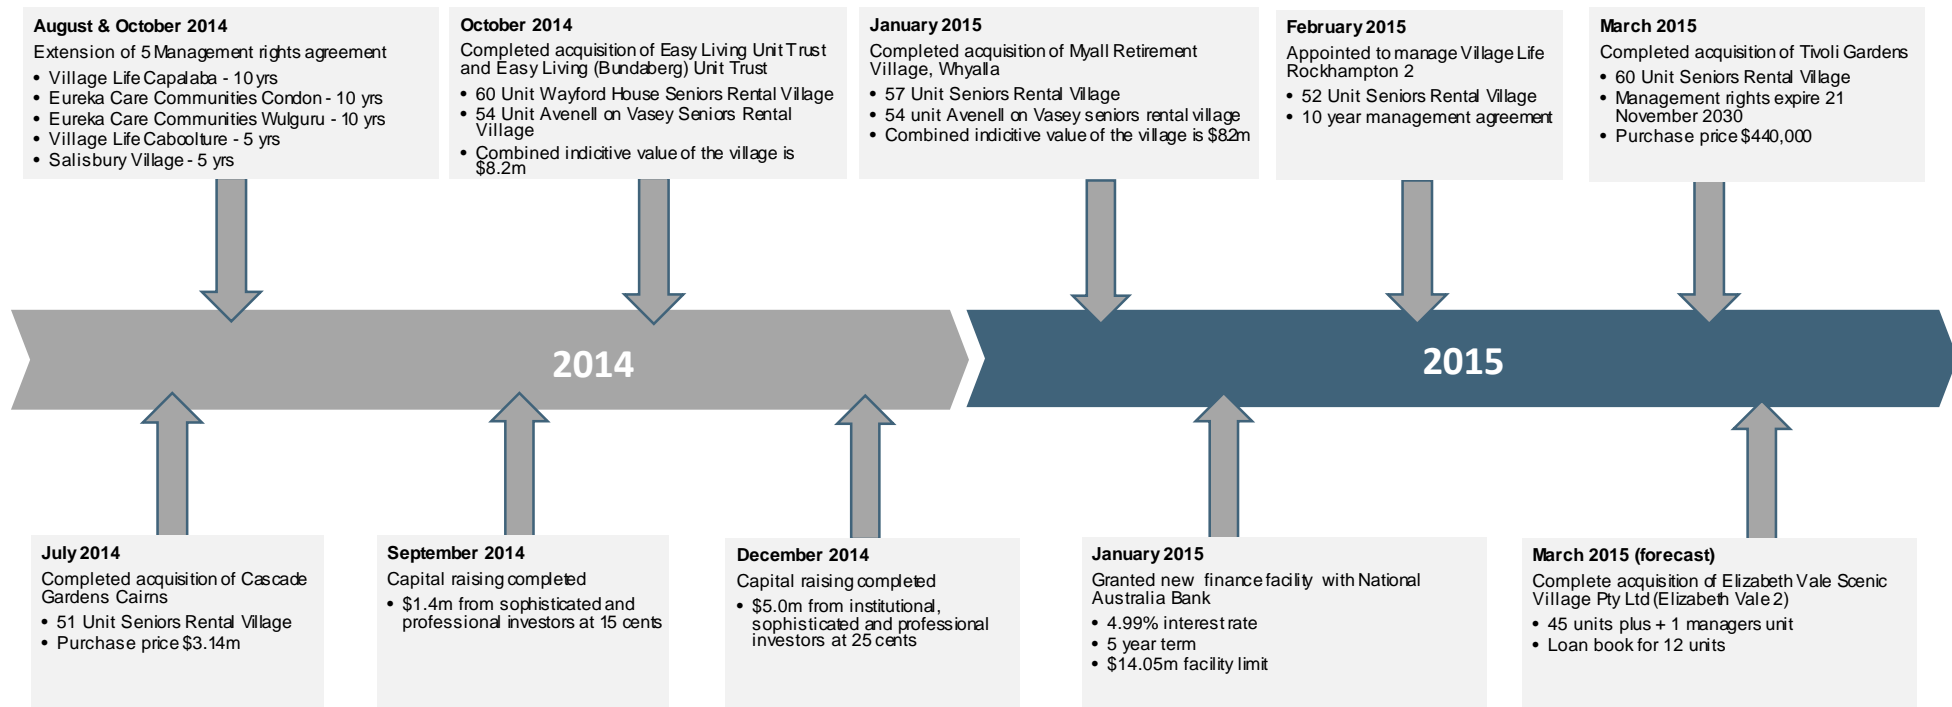 August & October 2014
Extension of 5 Management rights agreement
• Village Life Capalaba - 10 yrs
• Eureka Care Communities Condon - 10 yrs
• Eureka Care Communities Wulguru - 10 yrs
• Village Life Caboolture - 5 yrs
• Salisbury Village - 5 yrs
October 2014
Completed acquisition of Easy Living Unit Trust
and Easy Living (Bundaberg) Unit Trust
• 60 Unit Wayford House Seniors Rental Village
• 54 Unit Avenell on Vasey Seniors Rental
Village
• Combined indicitive value of the village is
$8.2m
January 2015
Completed acquisition of Myall Retirement
Village, Whyalla
• 57 Unit Seniors Rental Village
• 54 unit Avenell on Vasey seniors rental village
• Combined indicitive value of the village is $82m
February 2015
Appointed to manage Village Life
Rockhampton 2
• 52 Unit Seniors Rental Village
• 10 year management agreement
March 2015
Completed acquisition of Tivoli Gardens
• 60 Unit Seniors Rental Village
• Management rights expire 21
November 2030
• Purchase price $440,000
2014
2015
July 2014
Completed acquisition of Cascade
Gardens Cairns
• 51 Unit Seniors Rental Village
• Purchase price $3.14m
September 2014
Capital raising completed
• $1.4m from sophisticated and
professional investors at 15 cents
December 2014
Capital raising completed
• $5.0m from institutional,
sophisticated and professional
investors at 25 cents
January 2015
Granted new finance facility with National
Australia Bank
• 4.99% interest rate
• 5 year term
• $14.05m facility limit
March 2015 (forecast)
Complete acquisition of Elizabeth Vale Scenic
Village Pty Ltd (Elizabeth Vale 2)
• 45 units plus + 1 managers unit
• Loan book for 12 units